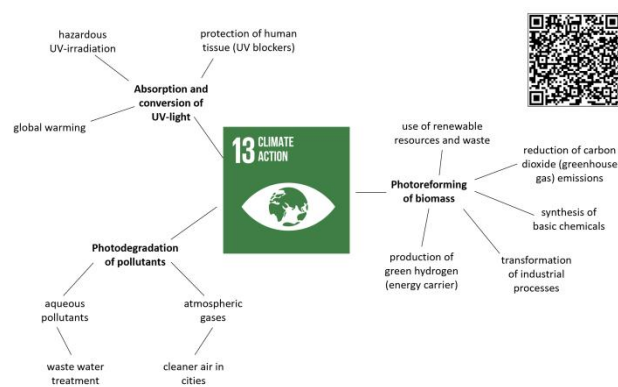 hazardous
UV-irradiation
protection of human
tissue (UV blockers)
Absorption and
conversion of
UV-light
global warming
13 CLIMATE
ACTION
use of renewable
resources and waste
reduction of carbon
dioxide (greenhouse
gas) emissions
Photoreforming
of biomass
synthesis of
basic chemicals
production of
green hydrogen
(energy carrier)
transformation
of industrial
processes
Photodegradation
of pollutants
aqueous
pollutants
atmospheric
gases
waste water
treatment
cleaner air in
cities